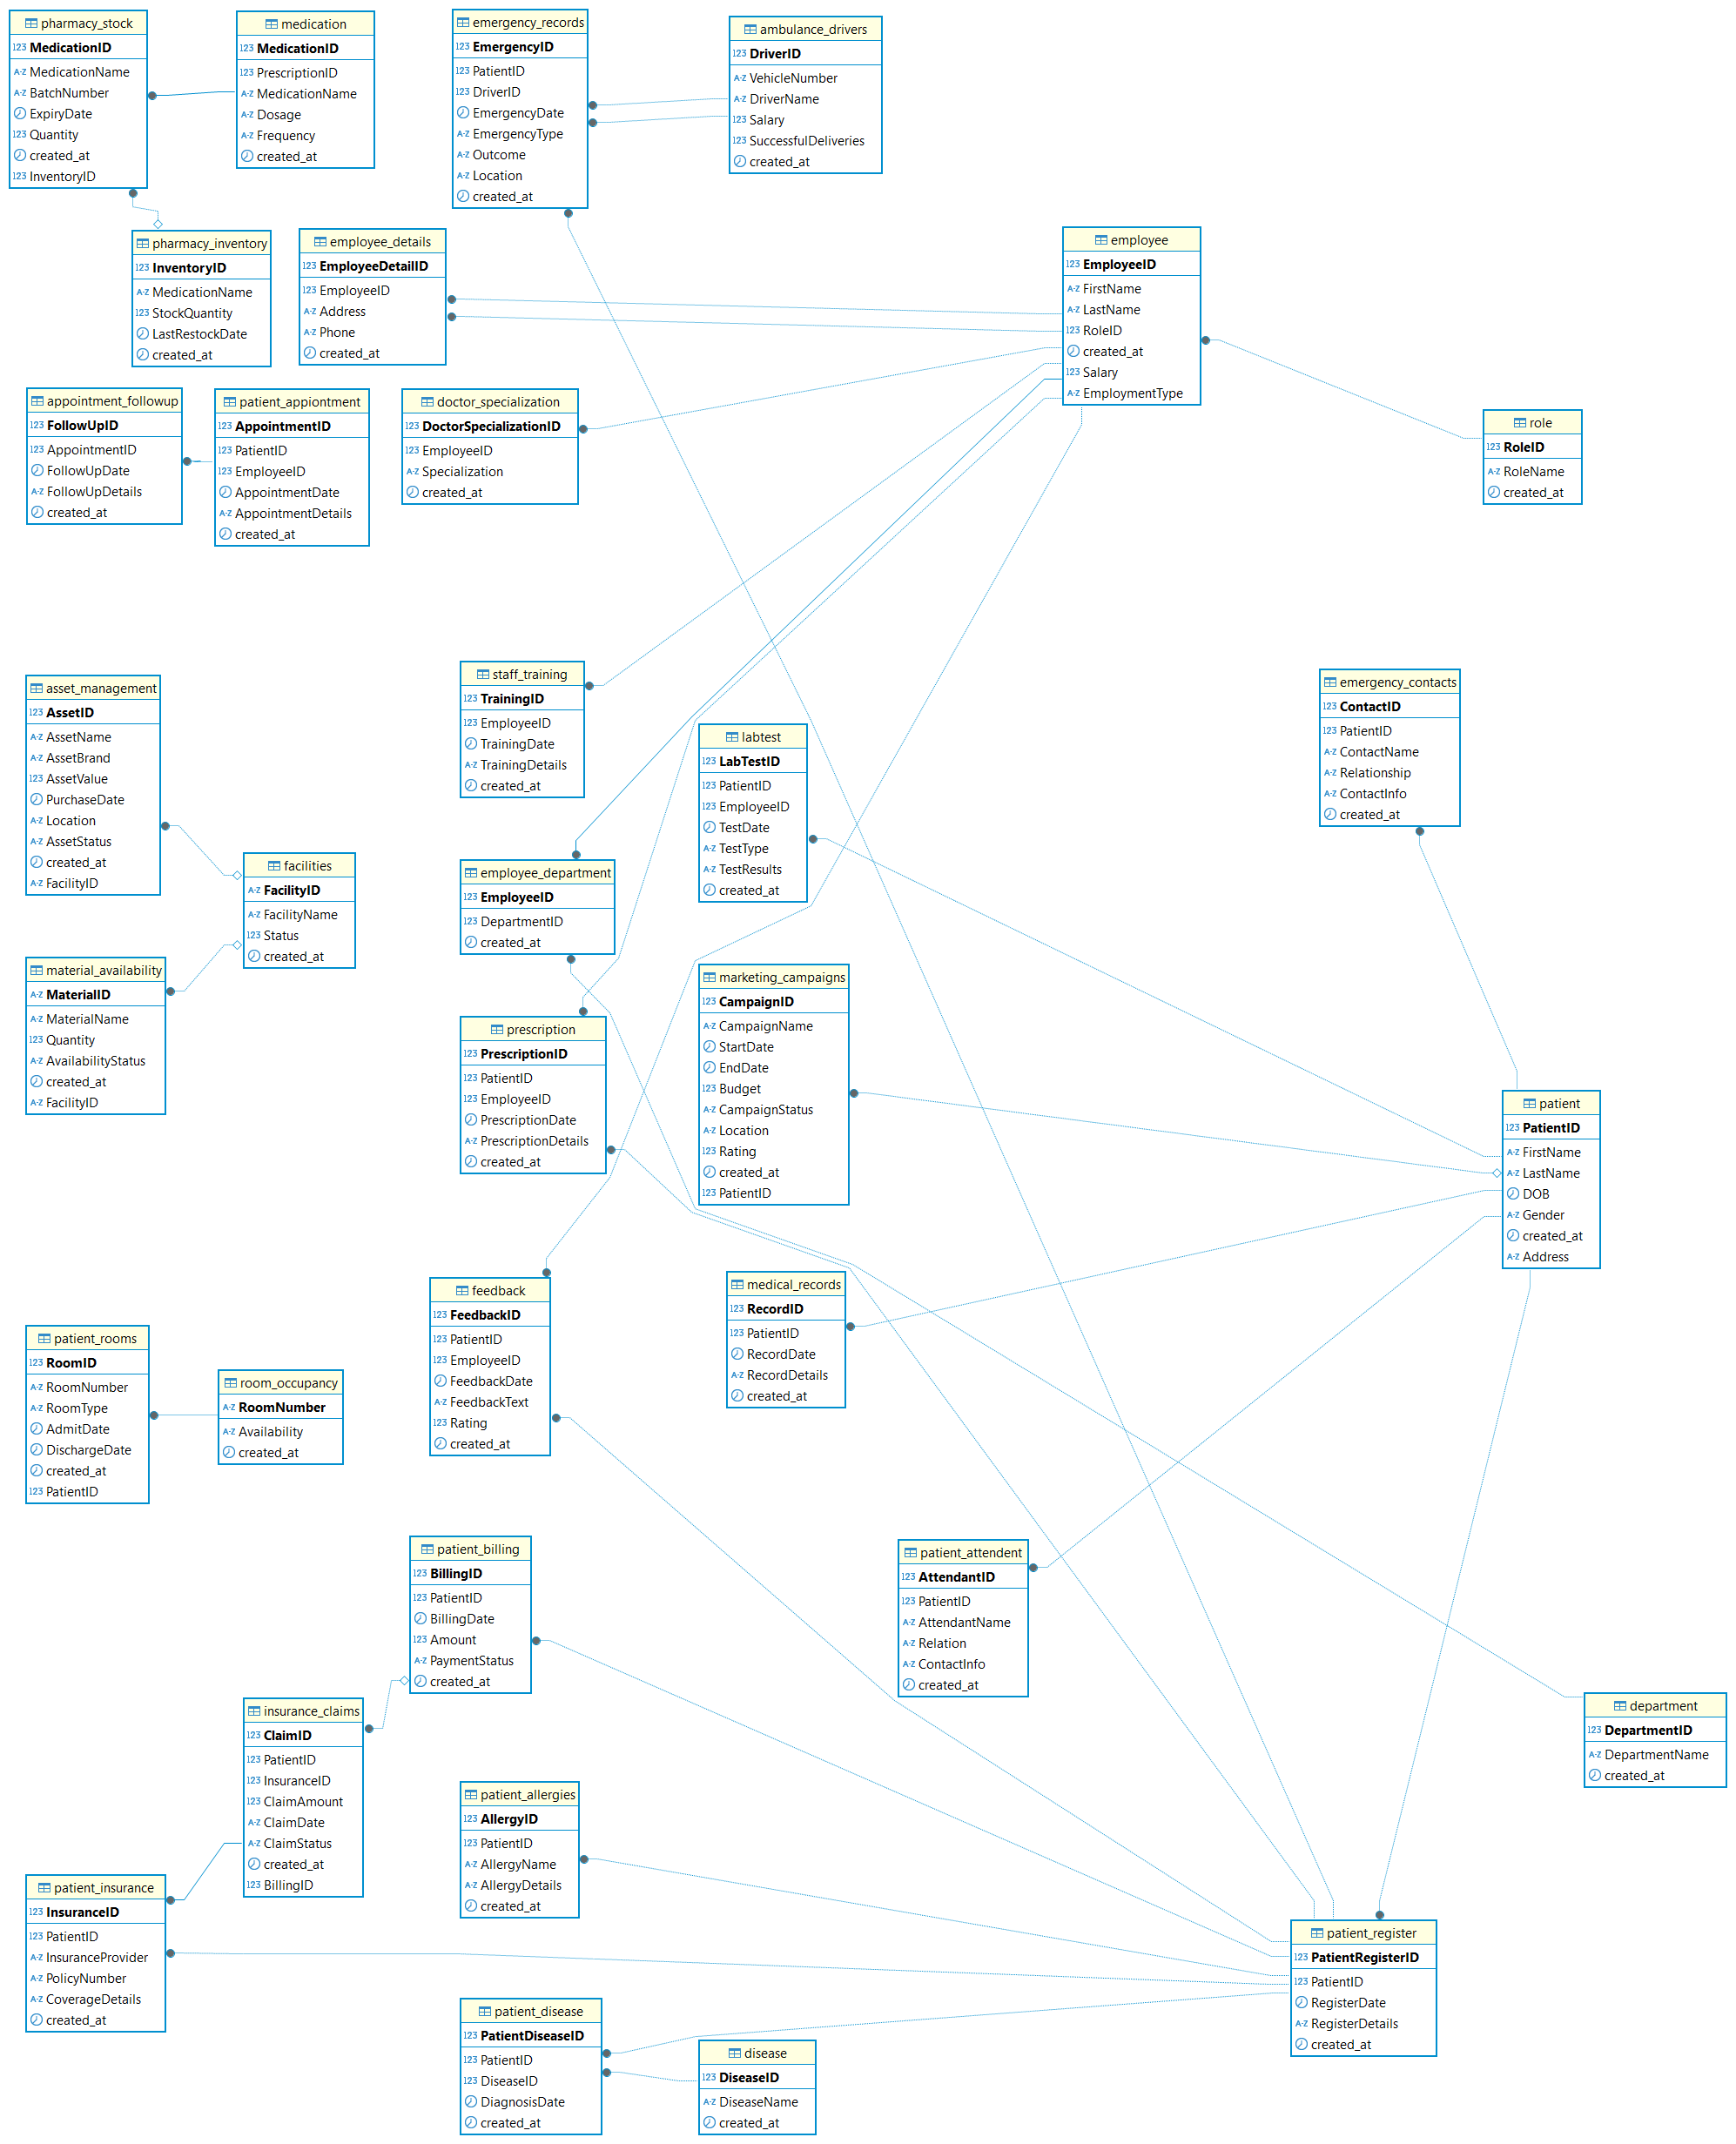 pharmacy_stock
123 MedicationID
A-Z MedicationName
A-Z BatchNumber
ExpiryDate
123 Quantity
created_at
123 InventoryID
medication
123 MedicationID
123 PrescriptionID
A-Z MedicationName
A-Z Dosage
A-Z Frequency
created_at
emergency_records
123 EmergencyID
123 PatientID
123 DriverID
EmergencyDate
A-Z EmergencyType
A-Z Outcome
A-Z Location
created_at
ambulance_drivers
123 DriverID
A-Z VehicleNumber
A-Z DriverName
123 Salary
123 SuccessfulDeliveries
created_at
pharmacy_inventory
123 InventoryID
A-Z MedicationName
123 StockQuantity
LastRestockDate
created_at
employee_details
123 EmployeeDetailID
123 EmployeeID
A-Z Address
A-Z Phone
created_at
employee
123 EmployeeID
A-Z FirstName
A-Z LastName
123 RoleID
created_at
123 Salary
A-Z EmploymentType
appointment_followup
123 FollowUpID
123 AppointmentID
FollowUpDate
A-Z FollowUpDetails
created_at
patient_appiontment
123 AppointmentID
123 PatientID
123 EmployeeID
AppointmentDate
A-Z AppointmentDetails
created_at
doctor_specialization
123 DoctorSpecializationID
123 EmployeeID
A-Z Specialization
created_at
role
123 RoleID
A-Z RoleName
created_at
asset_management
123 AssetID
A-Z AssetName
A-Z AssetBrand
123 AssetValue
PurchaseDate
A-Z Location
A-Z AssetStatus
created_at
A-Z FacilityID
facilities
A-Z FacilityID
A-Z FacilityName
123 Status
created_at
material_availability
A-Z MaterialID
A-Z MaterialName
123 Quantity
A-Z AvailabilityStatus
created_at
A-Z FacilityID
staff_training
123 TrainingID
123 EmployeeID
TrainingDate
A-Z TrainingDetails
created_at
labtest
123 LabTestID
123 PatientID
123 EmployeeID
TestDate
A-Z TestType
A-Z TestResults
created_at
emergency_contacts
123 ContactID
123 PatientID
A-Z ContactName
A-Z Relationship
A-Z ContactInfo
created_at
employee_department
123 EmployeeID
123 DepartmentID
created_at
prescription
123 PrescriptionID
123 PatientID
123 EmployeeID
PrescriptionDate
A-Z PrescriptionDetails
created_at
marketing_campaigns
123 CampaignID
A-Z CampaignName
StartDate
EndDate
123 Budget
A-Z CampaignStatus
A-Z Location
123 Rating
created_at
123 PatientID
patient
123 PatientID
A-Z FirstName
A-Z LastName
DOB
A-Z Gender
created_at
A-Z Address
feedback
123 FeedbackID
123 PatientID
123 EmployeeID
FeedbackDate
A-Z FeedbackText
123 Rating
created_at
medical_records
123 RecordID
123 PatientID
RecordDate
A-Z RecordDetails
created_at
patient_rooms
123 RoomID
A-Z RoomNumber
A-Z RoomType
AdmitDate
DischargeDate
created_at
123 PatientID
room_occupancy
A-Z RoomNumber
A-Z Availability
created_at
patient_billing
123 BillingID
123 PatientID
BillingDate
123 Amount
A-Z PaymentStatus
created_at
patient_attendent
123 AttendantID
123 PatientID
A-Z AttendantName
A-Z Relation
A-Z ContactInfo
created_at
insurance_claims
123 ClaimID
123 PatientID
123 InsuranceID
123 ClaimAmount
A-Z ClaimDate
A-Z ClaimStatus
created_at
123 BillingID
department
123 DepartmentID
A-Z DepartmentName
created_at
patient_allergies
123 AllergyID
123 PatientID
A-Z AllergyName
A-Z AllergyDetails
created_at
patient_insurance
123 InsuranceID
123 PatientID
A-Z InsuranceProvider
A-Z PolicyNumber
A-Z CoverageDetails
created_at
patient_register
123 PatientRegisterID
123 PatientID
RegisterDate
A-Z RegisterDetails
created_at
patient_disease
123 PatientDiseaseID
123 PatientID
123 DiseaseID
DiagnosisDate
created_at
disease
123 DiseaseID
A-Z DiseaseName
created_at